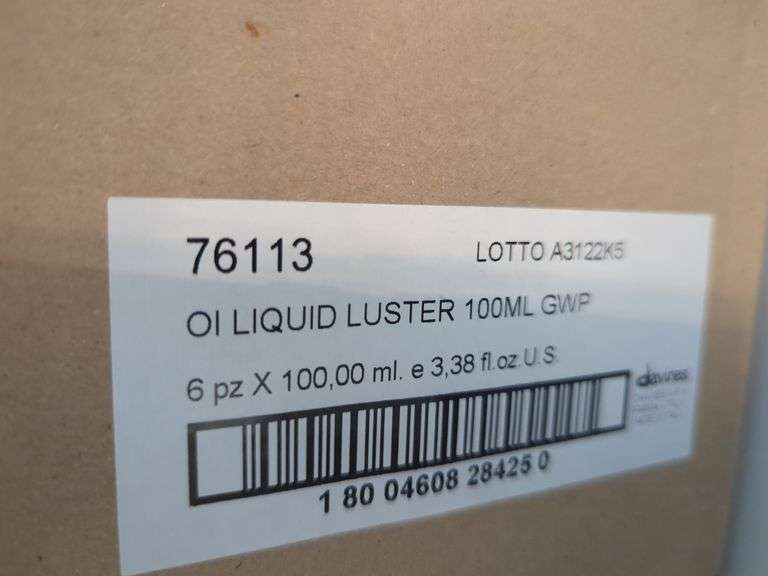 76113 LOTTO A3122K5
OI LIQUID LUSTER 100ML GWP
6 pz X 100,00 ml. e 3,38 fl.oz.U.S.
davines
1 80 04608 28425 0